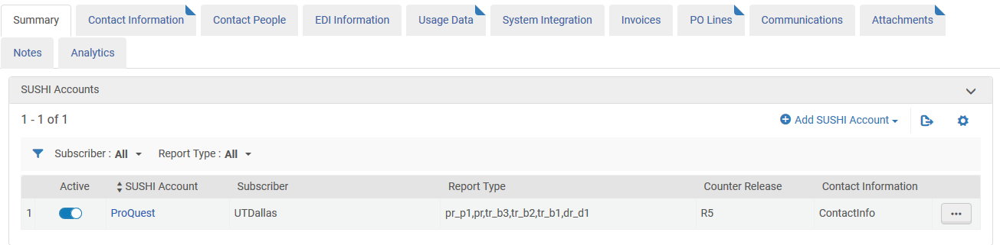 Summary Contact Information Contact People EDI Information Usage Data System Integration Invoices PO Lines Communications Attachments
Notes Analytics
SUSHI Accounts
1 - 1 of 1 Add SUSHI Account
Subscriber : All Report Type : All
Active SUSHI Account Subscriber Report Type Counter Release Contact Information
1 ProQuest UTDallas pr_p1,pr,tr_b3,tr_b2,tr_b1,dr_d1 R5 ContactInfo